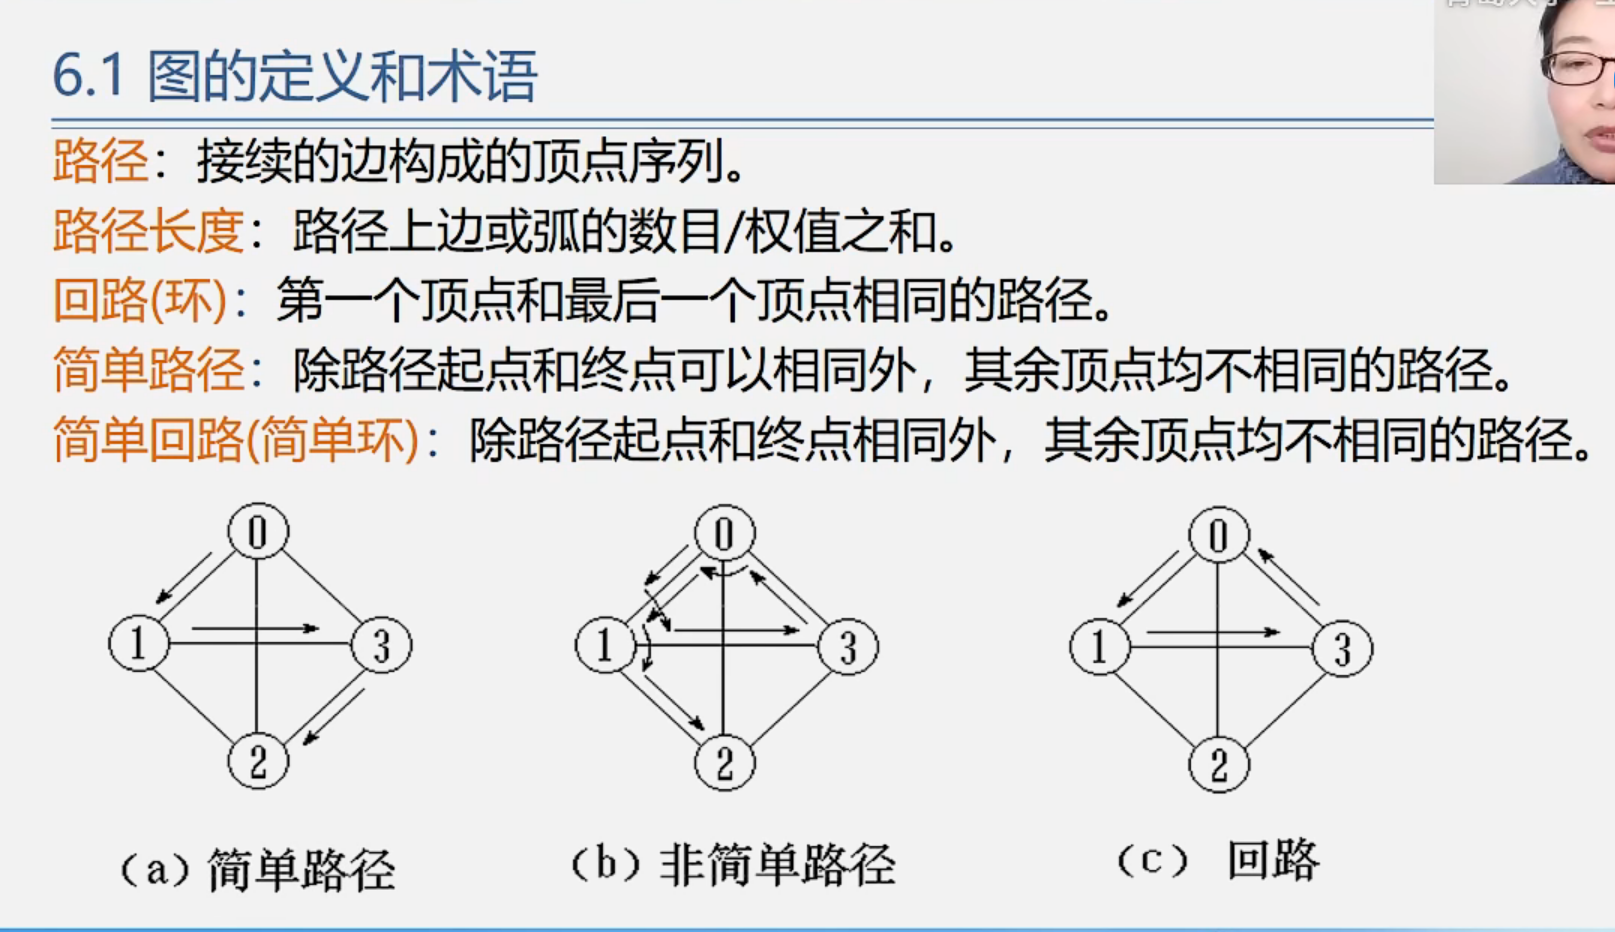 6.1 图的定义和术语
路径：接续的边构成的顶点序列。
路径长度：路径上边或弧的数目/权值之和。
回路(环)：第一个顶点和最后一个顶点相同的路径。
简单路径：除路径起点和终点可以相同外，其余顶点均不相同的路径。
简单回路(简单环)：除路径起点和终点相同外，其余顶点均不相同的路径。
0
1
3
2
(a)简单路径
0
1
3
2
(b)非简单路径
0
1
3
2
(c) 回路